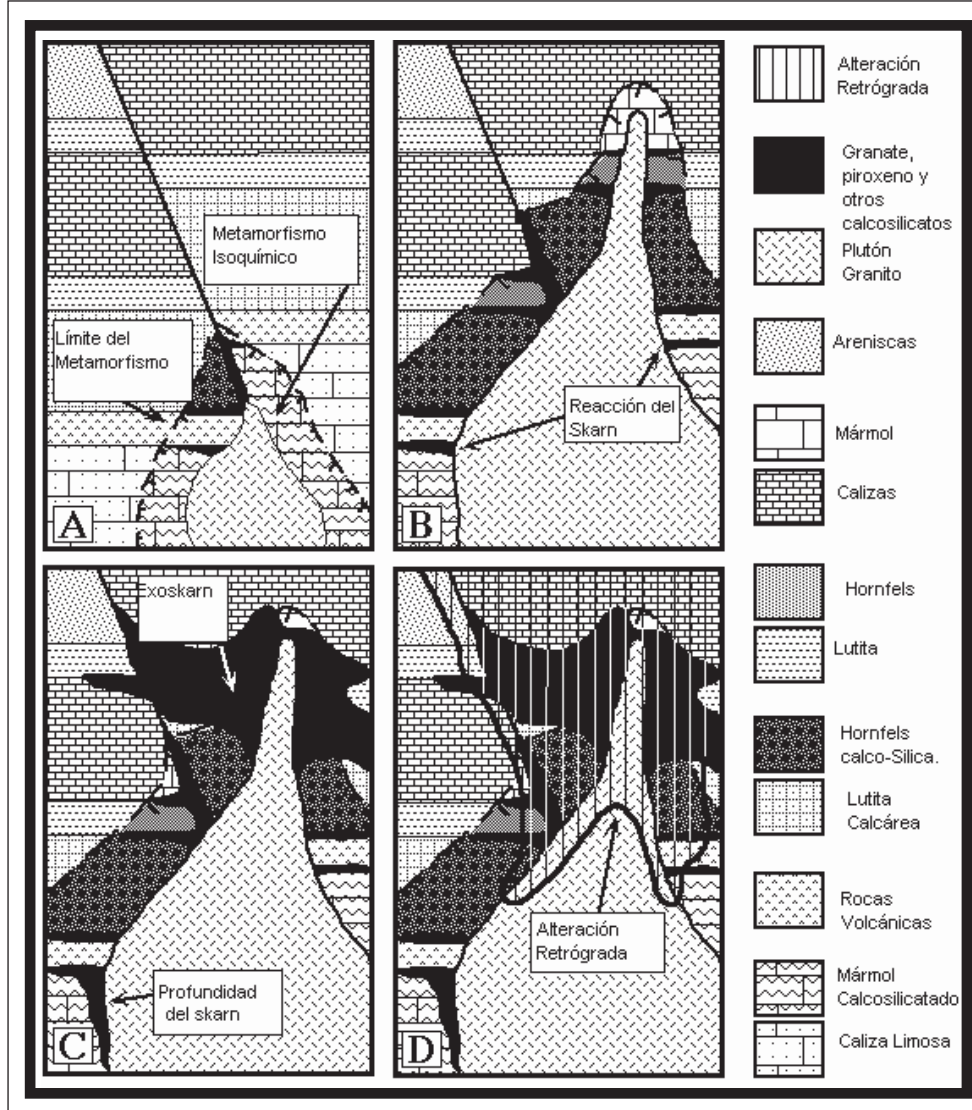 Metamorfismo
Isoquímico
Límite del
Metamorfismo
A
Reacción del
Skarn
B
Exoskarn
Profundidad
del skarn
C
Alteración
Retrógrada
D
Alteración
Retrógrada
Granate,
piroxeno y
otros
calcosilicatos
Plutón
Granito
Areniscas
Mármol
Calizas
Hornfels
Lutita
Hornfels
calco-Silica.
Lutita
Calcárea
Rocas
Volcánicas
Mármol
Calcosilicatado
Caliza Limosa